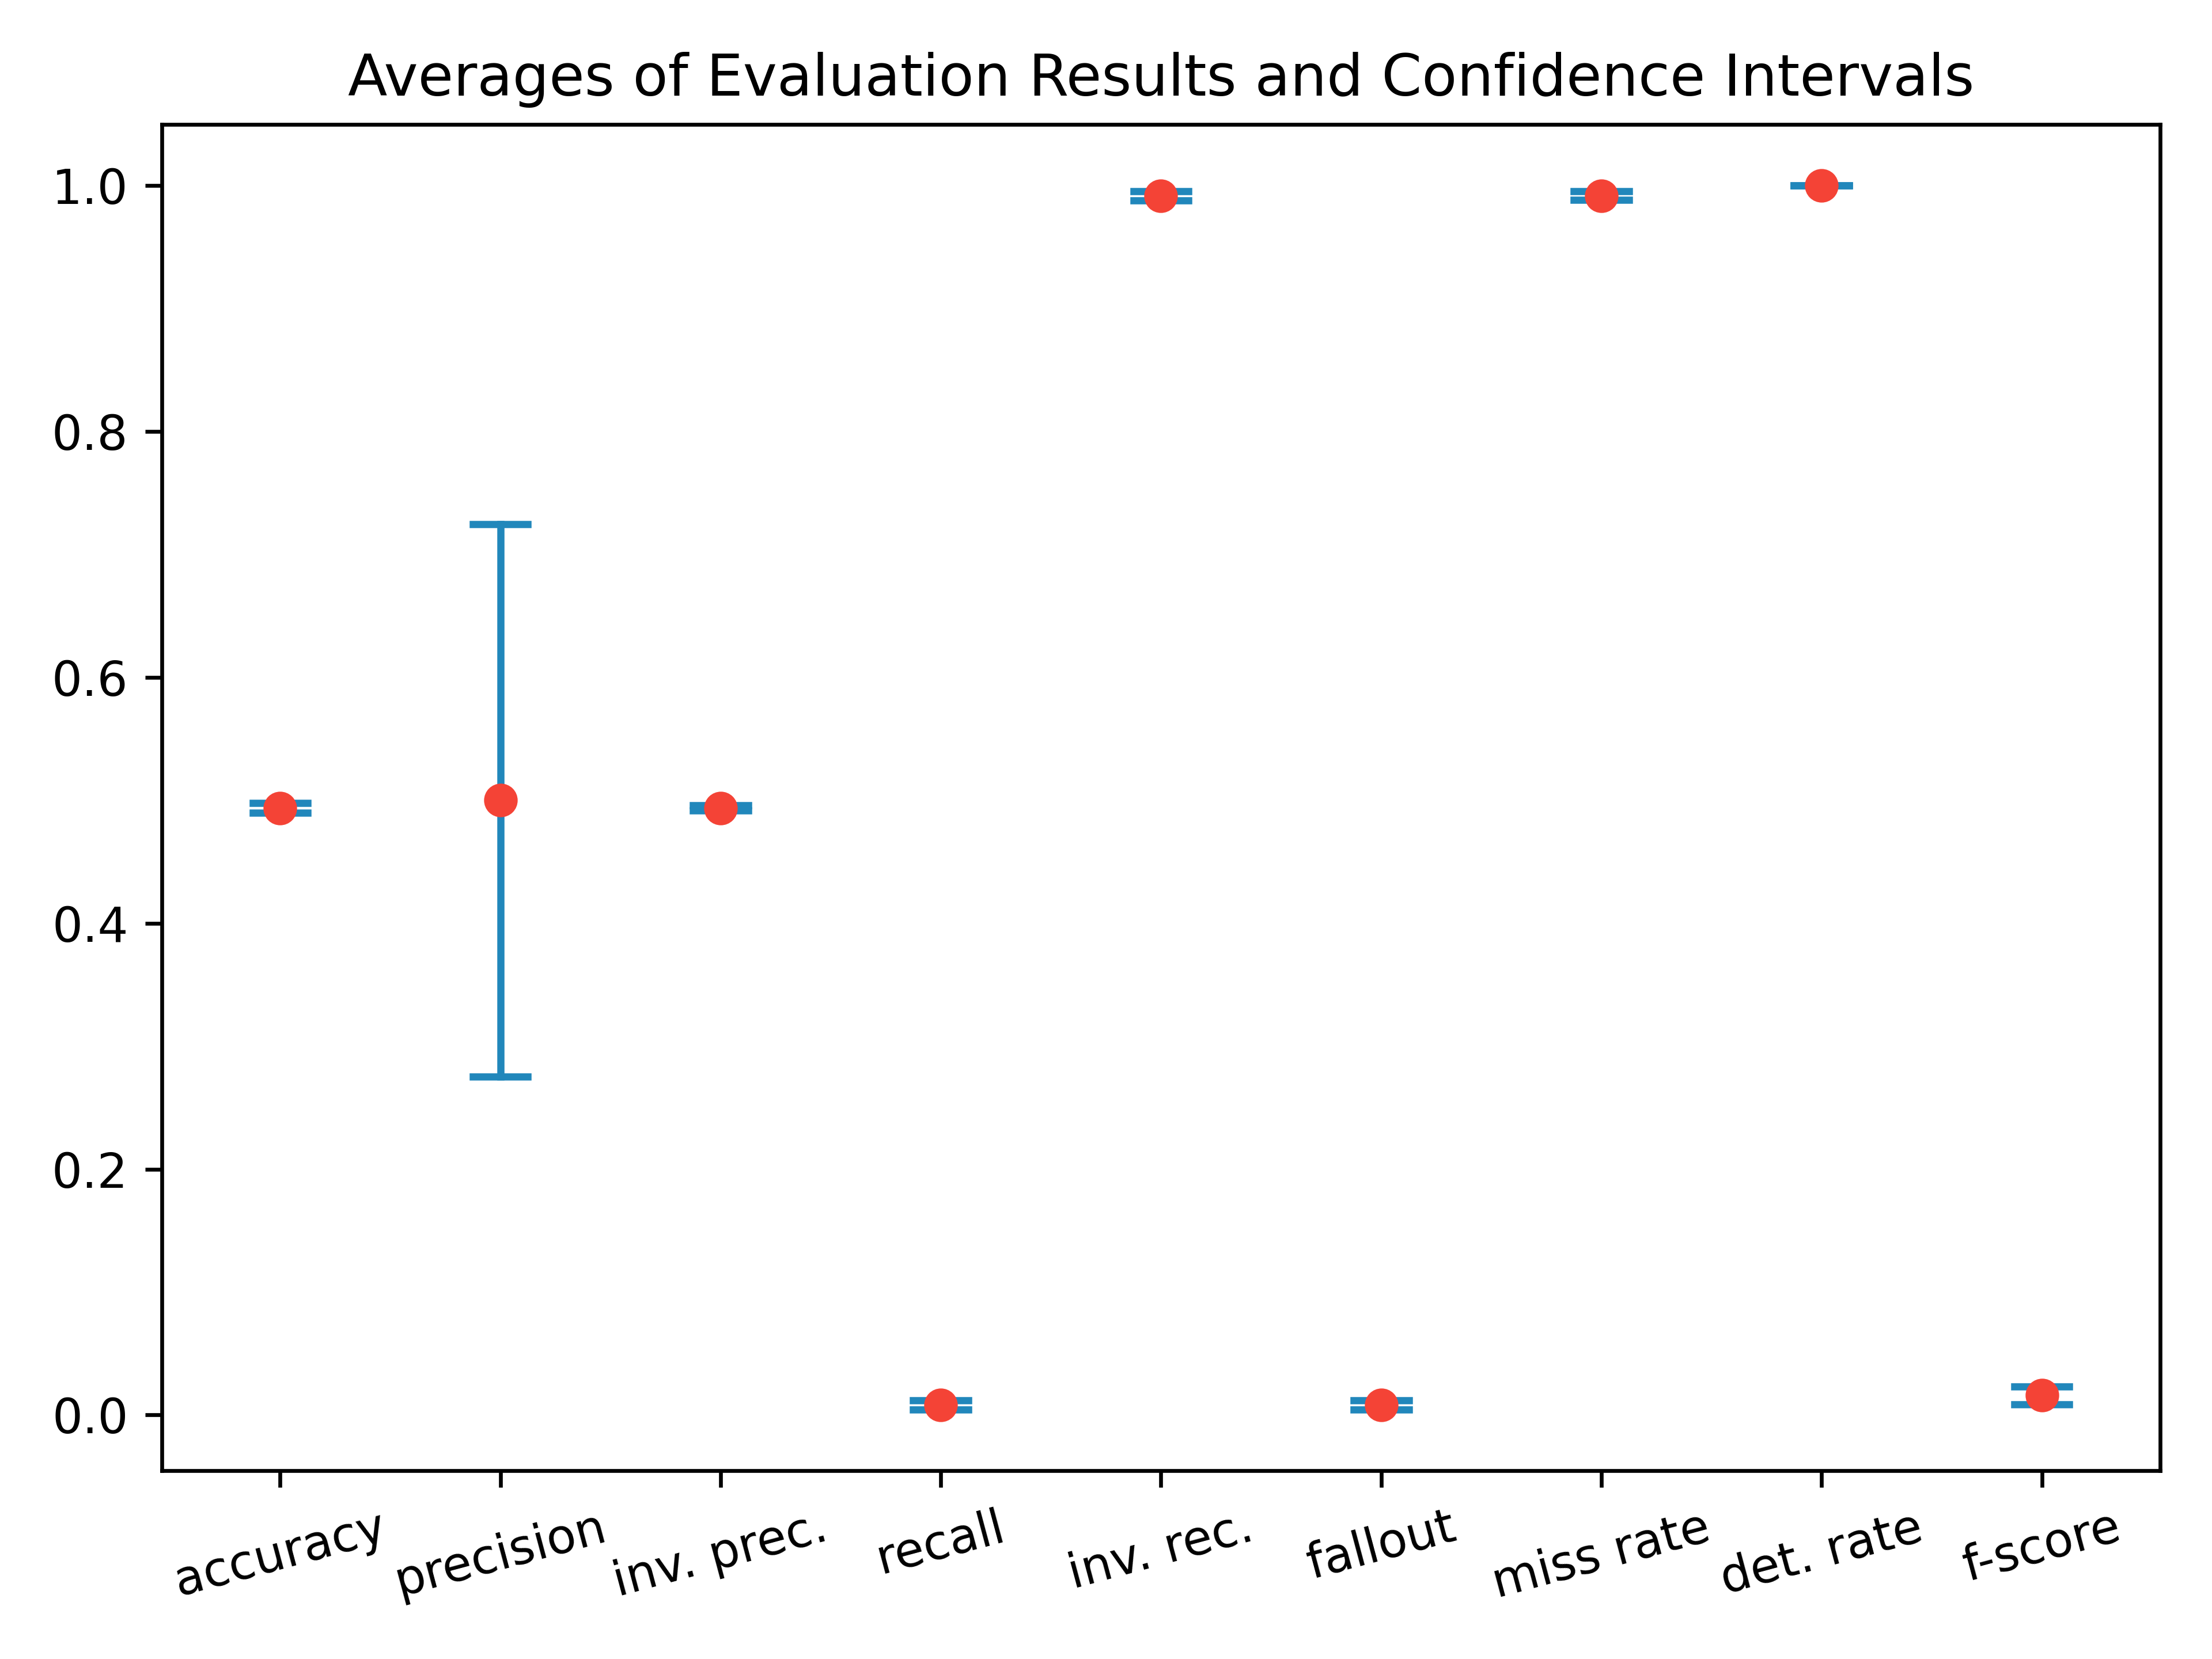 Averages of Evaluation Results and Confidence Intervals
1.0
0.8
0.6
0.4
0.2
0.0
accuracy
precision
inv. prec.
recall
inv. rec.
fallout
miss rate
det. rate
f-score